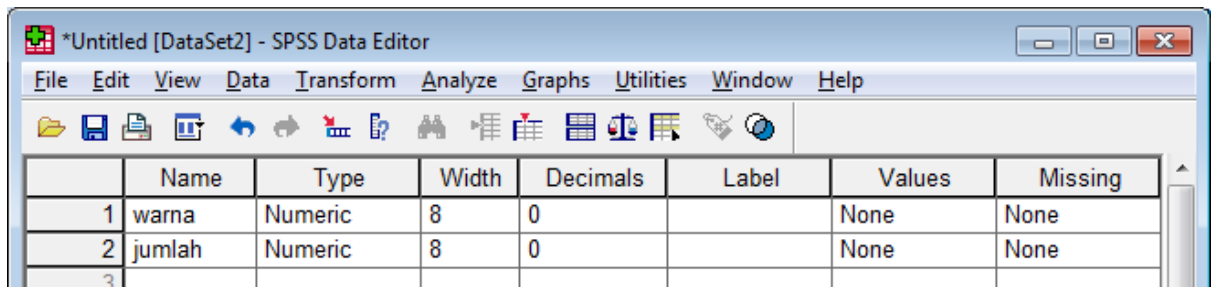 *Untitled [DataSet2] - SPSS Data Editor
File Edit View Data Transform Analyze Graphs Utilities Window Help
Name Type Width Decimals Label Values Missing
1 warna Numeric 8 0 None None
2 jumlah Numeric 8 0 None None
3